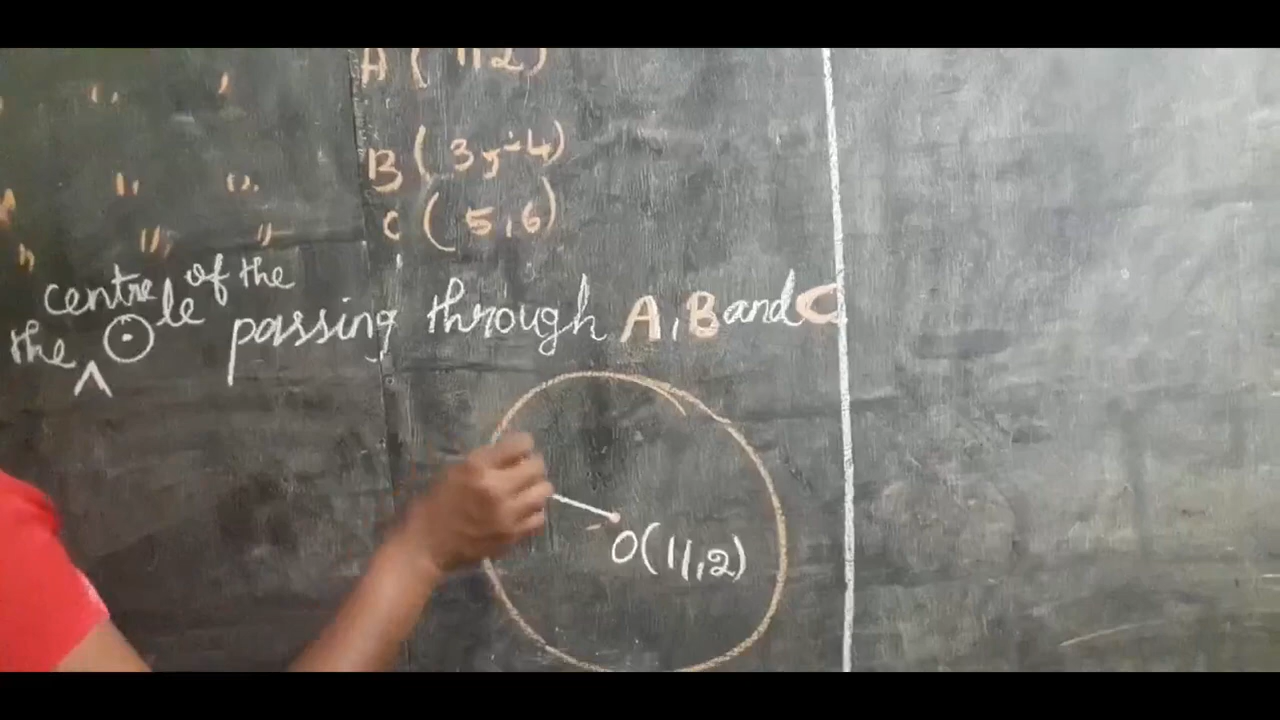 A ( 1,2)
B ( 3,-4)
C ( 5,6)
centre of the
the ⊙le passing through A, B and C
O(11,2)